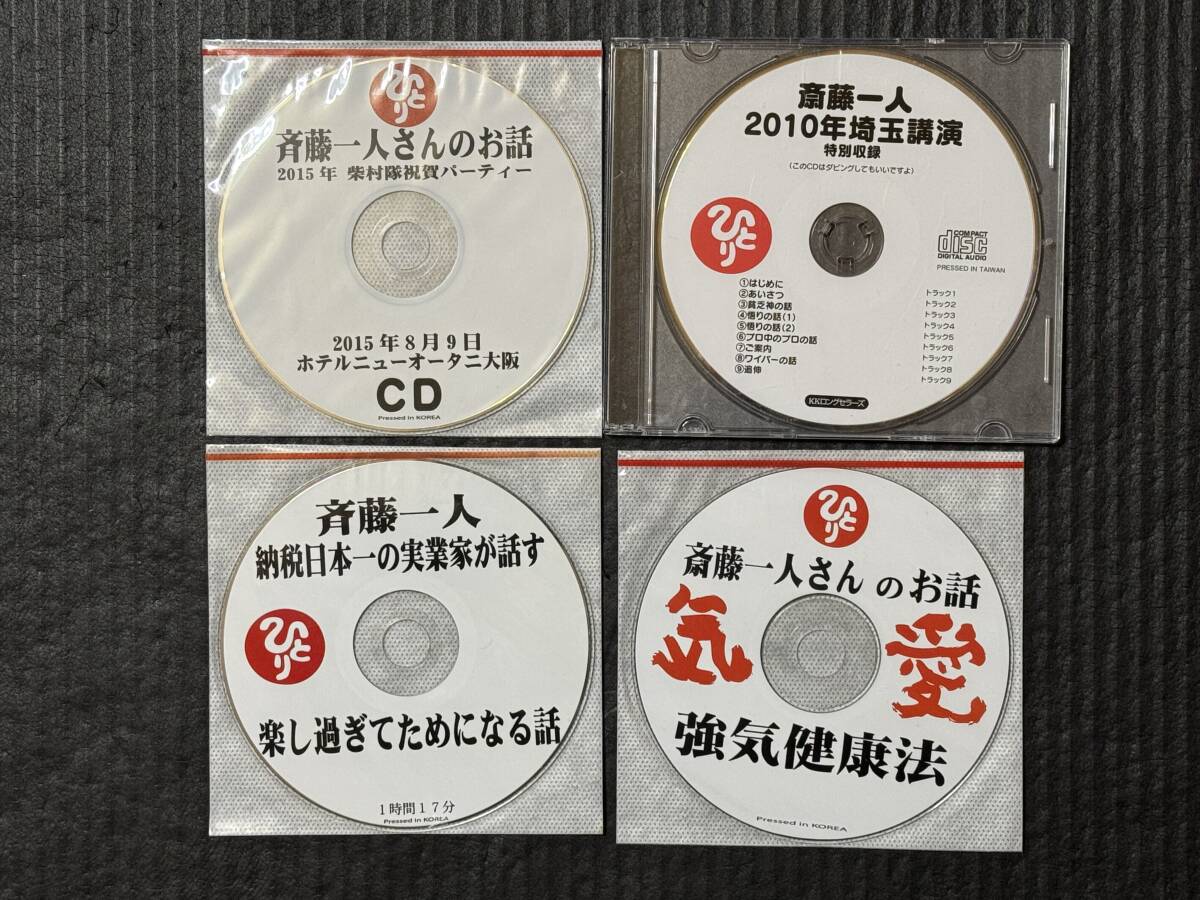 ひとり
斉藤一人さんのお話
2015年 柴村隊祝賀パーティー
2015年8月9日
ホテルニューオータニ大阪
CD
Pressed in KOREA
斎藤一人
2010年埼玉講演
特別収録
(このCDはダビングしてもいいですよ)
ひとり
COMPACT
disc
DIGITAL AUDIO
PRESSED IN TAIWAN
①はじめに トラック1
②あいさつ トラック2
③貧乏神の話 トラック3
④悟りの話(1) トラック4
⑤悟りの話(2) トラック5
⑥プロ中のプロの話 トラック6
⑦ご案内 トラック7
⑧ワイパーの話 トラック8
⑨追伸 トラック9
KKロングセラーズ
斉藤一人
納税日本一の実業家が話す
ひとり
楽し過ぎてためになる話
1時間17分
Pressed in KOREA
ひとり
斎藤一人さん のお話
気 愛
強気健康法
Pressed in KOREA